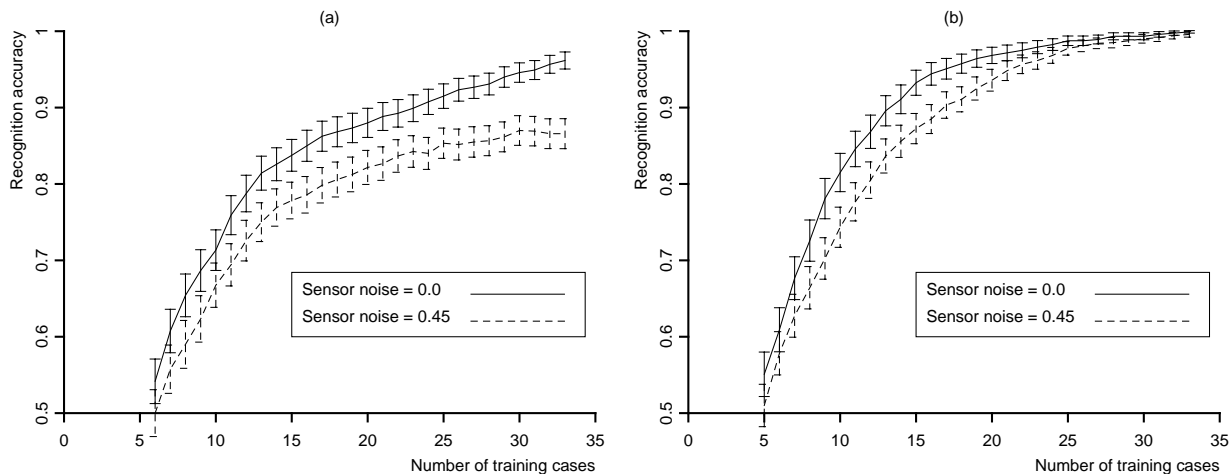 (a)
Recognition accuracy
1
0.9
0.8
0.7
0.6
0.5
Sensor noise = 0.0
Sensor noise = 0.45
0 5 10 15 20 25 30 35
Number of training cases
(b)
Recognition accuracy
1
0.9
0.8
0.7
0.6
0.5
Sensor noise = 0.0
Sensor noise = 0.45
0 5 10 15 20 25 30 35
Number of training cases